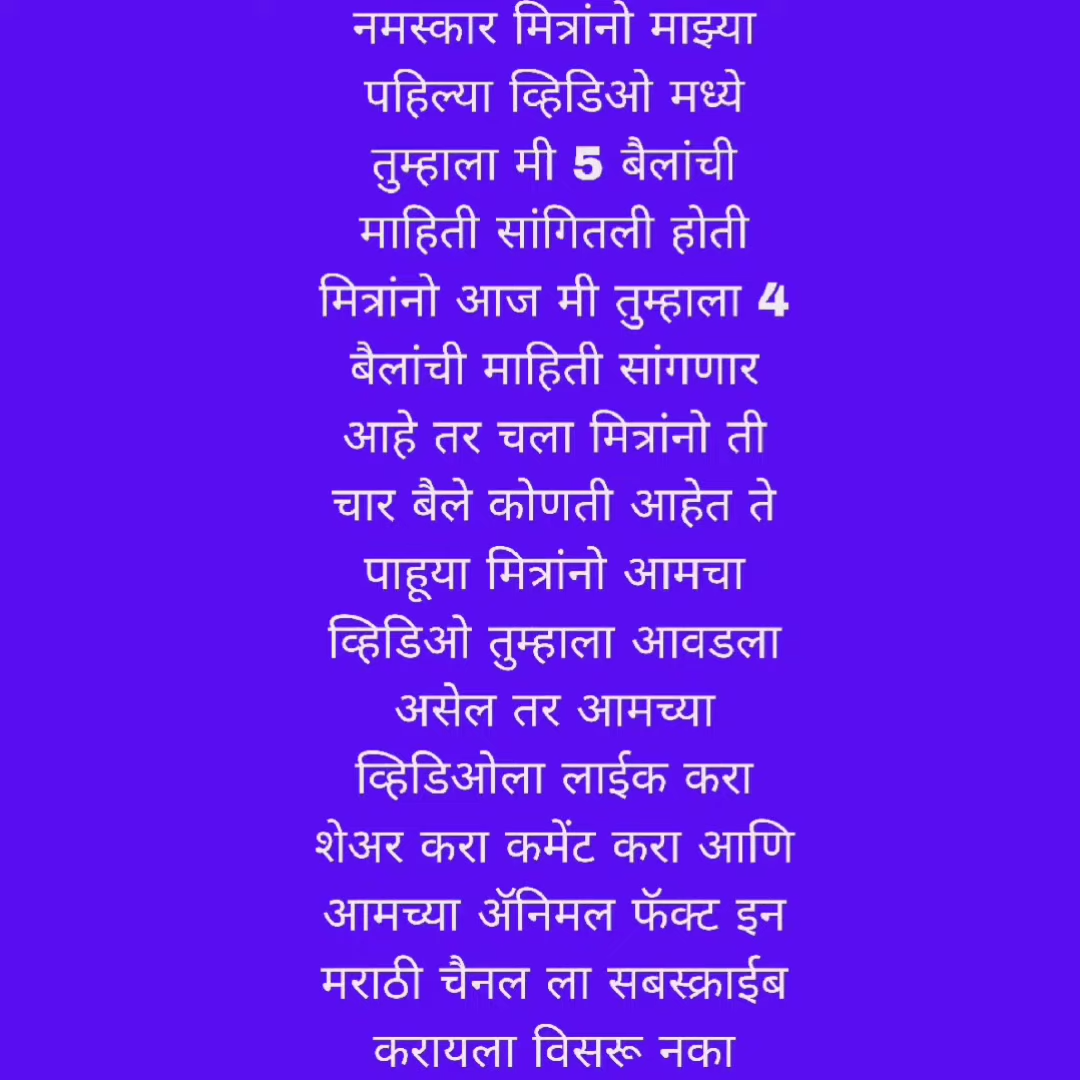 नमस्कार मित्रांनो माझ्या
पहिल्या व्हिडिओ मध्ये
तुम्हाला मी 5 बैलांची
माहिती सांगितली होती
मित्रांनो आज मी तुम्हाला 4
बैलांची माहिती सांगणार
आहे तर चला मित्रांनो ती
चार बैले कोणती आहेत ते
पाहूया मित्रांनो आमचा
व्हिडिओ तुम्हाला आवडला
असेल तर आमच्या
व्हिडिओला लाईक करा
शेअर करा कमेंट करा आणि
आमच्या ॲनिमल फॅक्ट इन
मराठी चैनल ला सबस्क्राईब
करायला विसरू नका